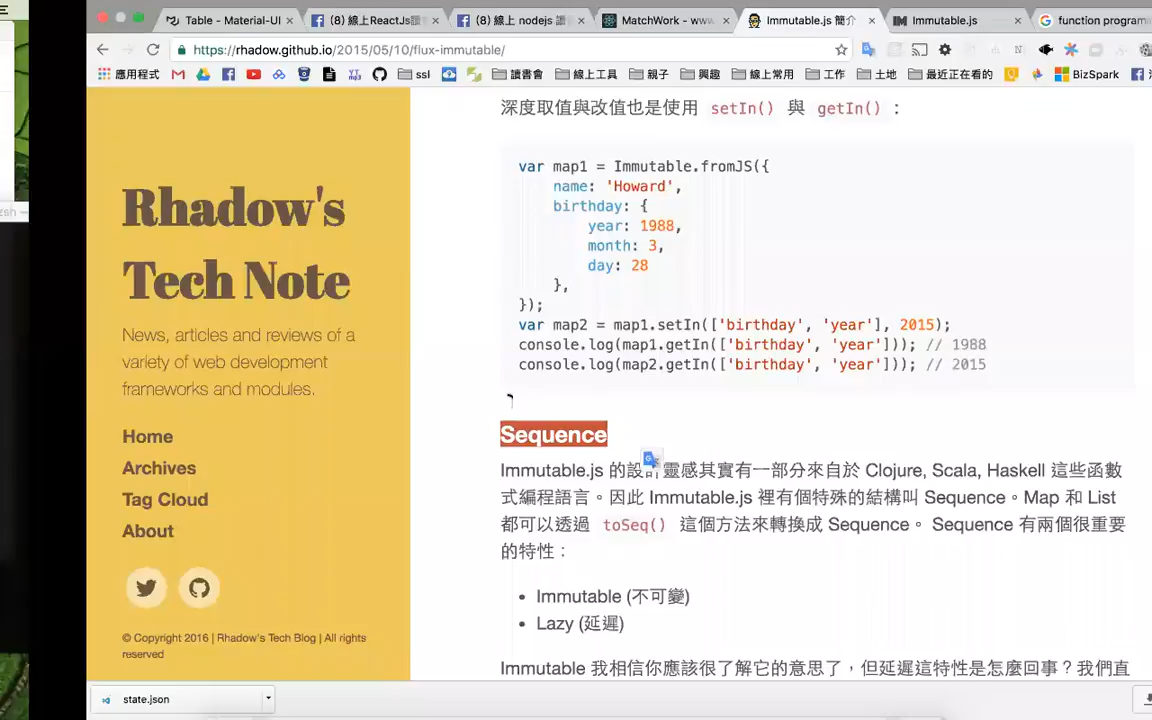 Table - Material-UI
(8) 線上ReactJs讀
(8) 線上 nodejs 讀
MatchWork - www
Immutable.js 簡介
Immutable.js
function programi
https://rhadow.github.io/2015/05/10/flux-immutable/
應用程式
ssl
讀書會
線上工具
親子
興趣
線上常用
工作
土地
最近正在看的
BizSpark
深度取值與改值也是使用 setIn() 與 getIn() ：
var map1 = Immutable.fromJS({
name: 'Howard',
birthday: {
year: 1988,
month: 3,
day: 28
},
});
var map2 = map1.setIn(['birthday', 'year'], 2015);
console.log(map1.getIn(['birthday', 'year'])); // 1988
console.log(map2.getIn(['birthday', 'year'])); // 2015
Sequence
Immutable.js 的設計靈感其實有一部分來自於 Clojure, Scala, Haskell 這些函數
式編程語言。因此 Immutable.js 裡有個特殊的結構叫 Sequence。Map 和 List
都可以透過 toSeq() 這個方法來轉換成 Sequence。 Sequence 有兩個很重要
的特性：
• Immutable (不可變)
• Lazy (延遲)
Immutable 我相信你應該很了解它的意思了，但延遲這特性是怎麼回事？我們直
Rhadow's
Tech Note
News, articles and reviews of a
variety of web development
frameworks and modules.
Home
Archives
Tag Cloud
About
© Copyright 2016 | Rhadow's Tech Blog | All rights
reserved
zsh
state.json